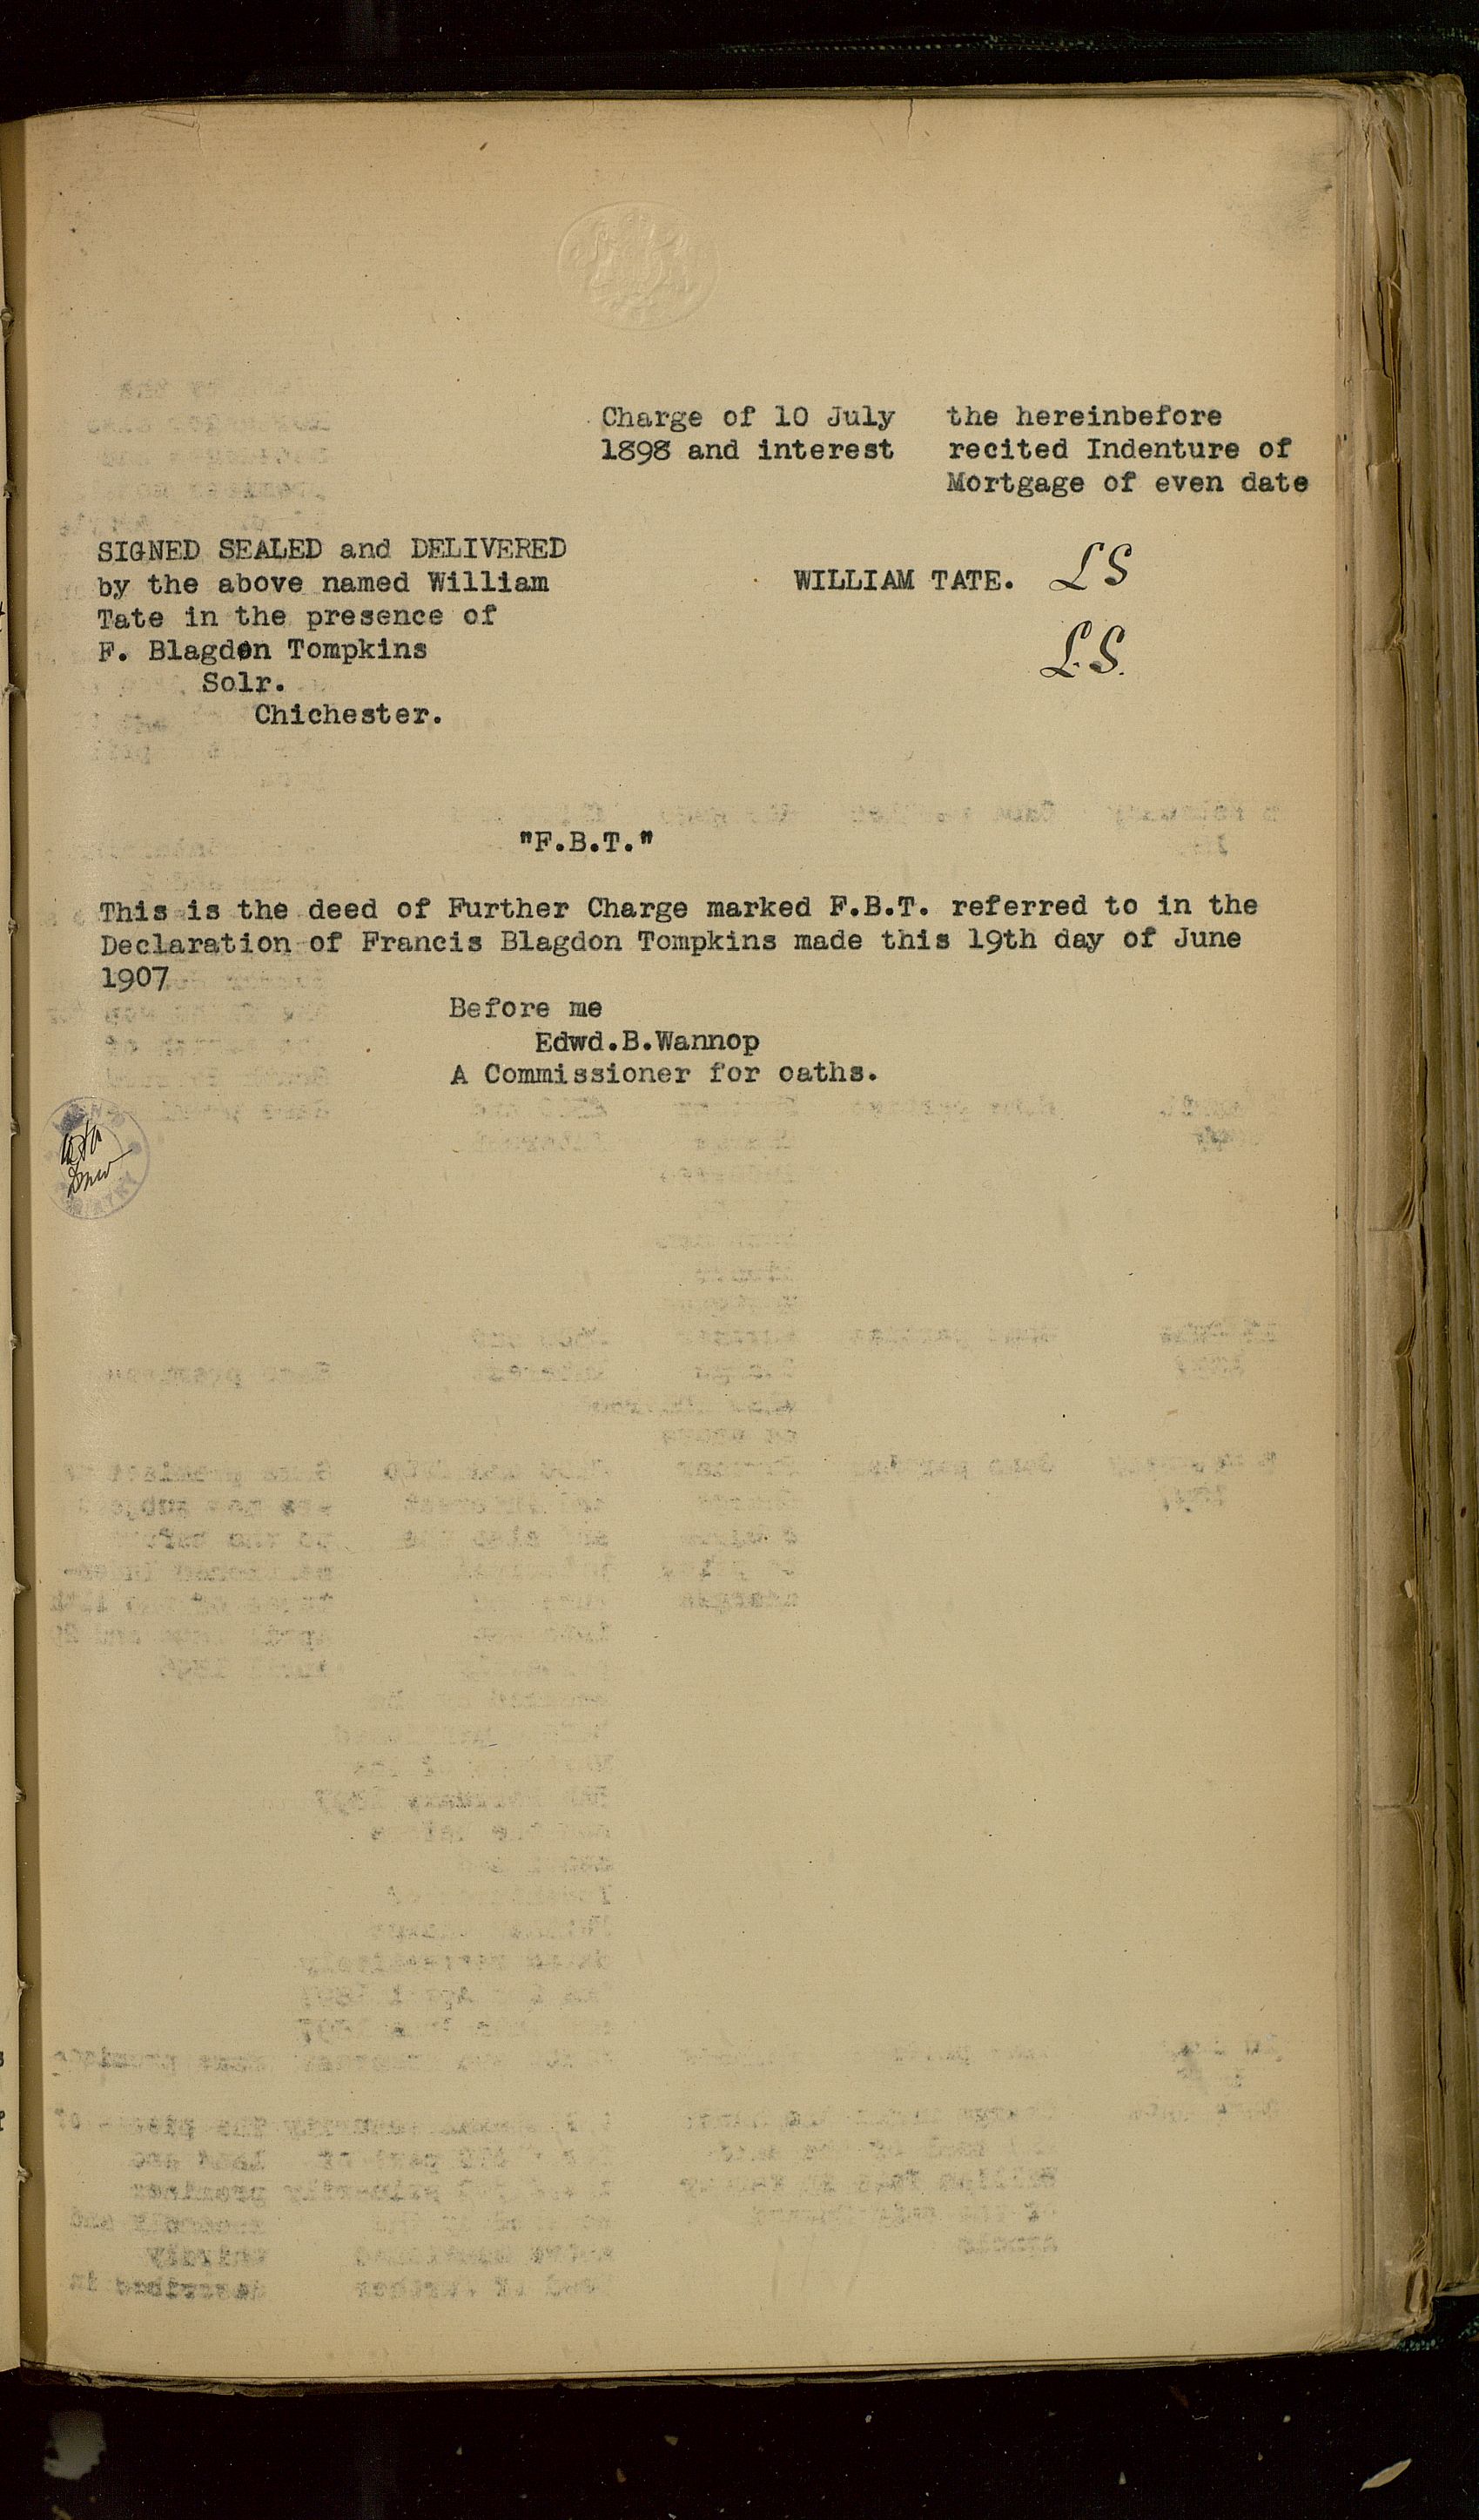 Charge of 10 July the hereinbefore
1898 and interest recited Indenture of
Mortgage of even date
SIGNED SEALED and DELIVERED
by the above named William WILLIAM TATE. LS
Tate in the presence of
F. Blagdon Tompkins L.S.
Solr.
Chichester.
"F.B.T."
This is the deed of Further Charge marked F.B.T. referred to in the
Declaration of Francis Blagdon Tompkins made this 19th day of June
1907
Before me
Edwd.B.Wannop
A Commissioner for oaths.